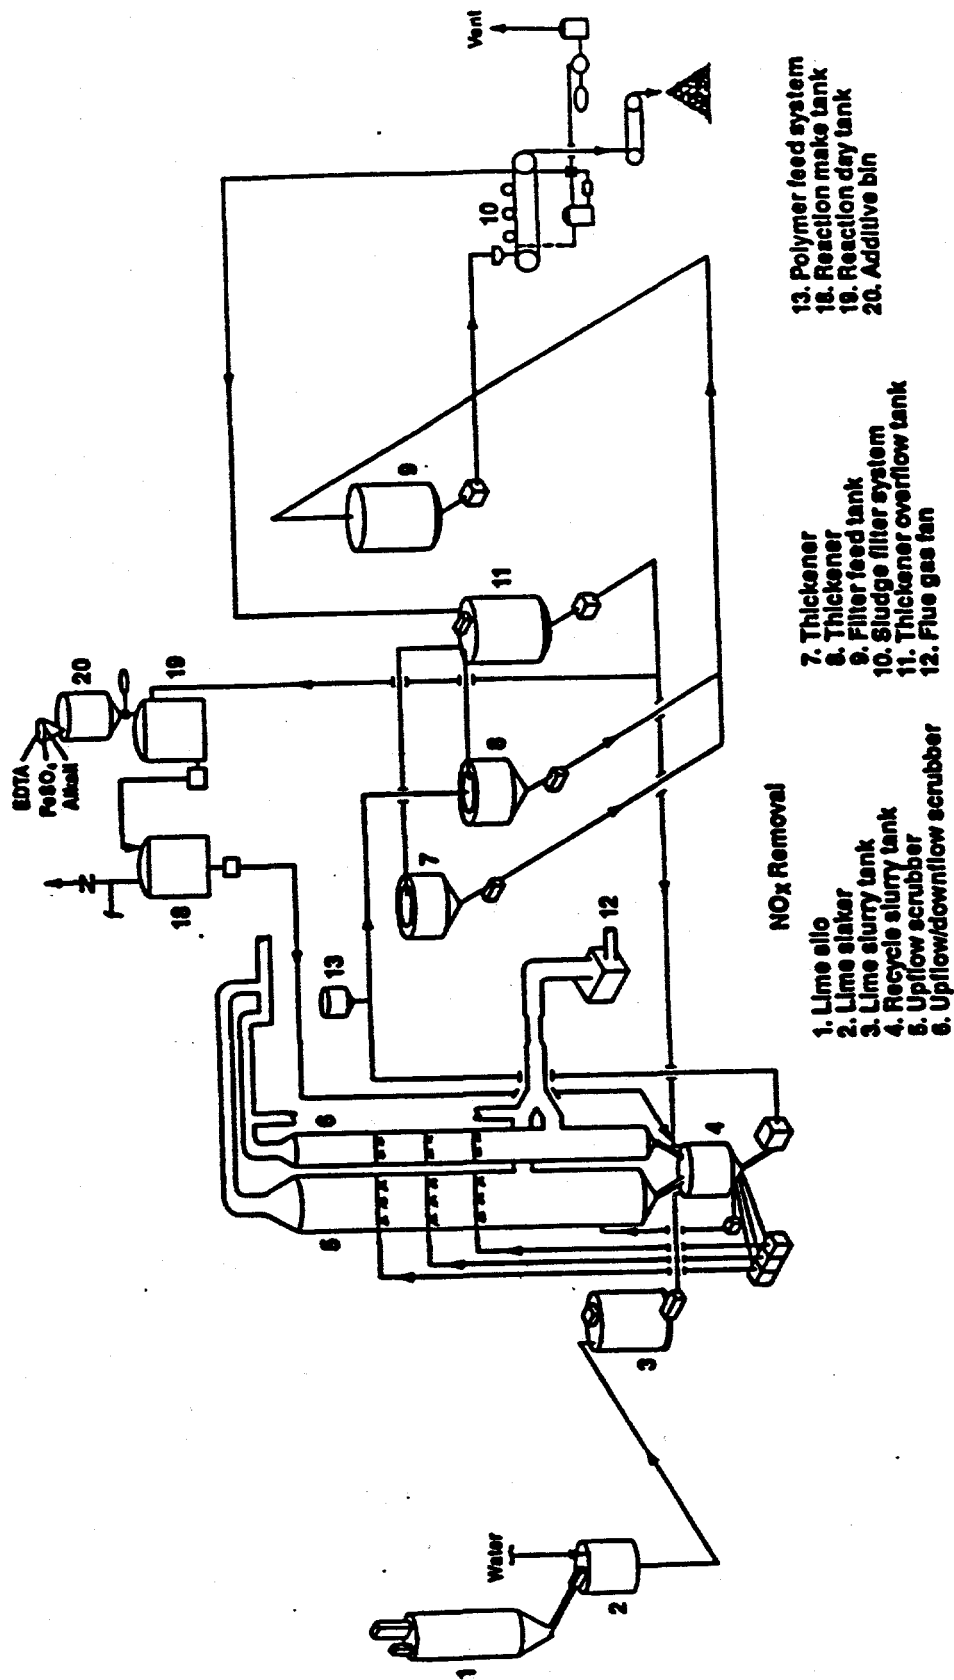 1
Water
2
3
4
5
6
EDTA
FeSO₄
Alkali
20
19
18
13
12
7
8
11
9
10
Vent
NOx Removal
1. Lime silo
2. Lime slaker
3. Lime slurry tank
4. Recycle slurry tank
5. Upflow scrubber
6. Upflow/downflow scrubber
7. Thickener
8. Thickener
9. Filter feed tank
10. Sludge filter system
11. Thickener overflow tank
12. Flue gas fan
13. Polymer feed system
18. Reaction make tank
19. Reaction day tank
20. Additive bin